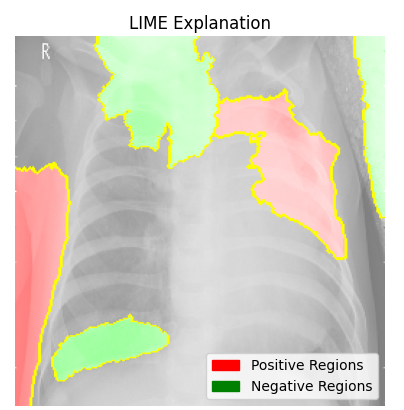 LIME Explanation
R
Positive Regions
Negative Regions